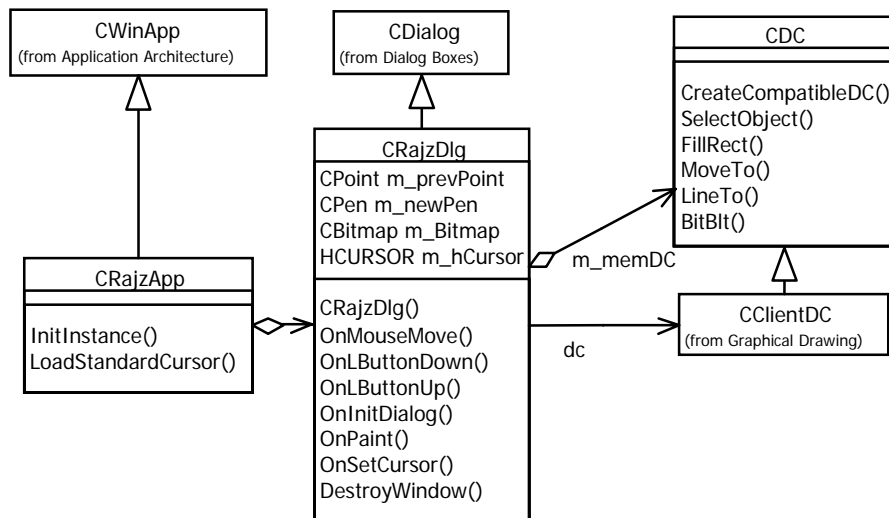 CWinApp
(from Application Architecture)
CDialog
(from Dialog Boxes)
CDC
CreateCompatibleDC()
SelectObject()
FillRect()
MoveTo()
LineTo()
BitBlt()
CRajzDlg
CPoint m_prevPoint
CPen m_newPen
CBitmap m_Bitmap
HCURSOR m_hCursor
CRajzDlg()
OnMouseMove()
OnLButtonDown()
OnLButtonUp()
OnInitDialog()
OnPaint()
OnSetCursor()
DestroyWindow()
CRajzApp
InitInstance()
LoadStandardCursor()
m_memDC
dc
CClientDC
(from Graphical Drawing)